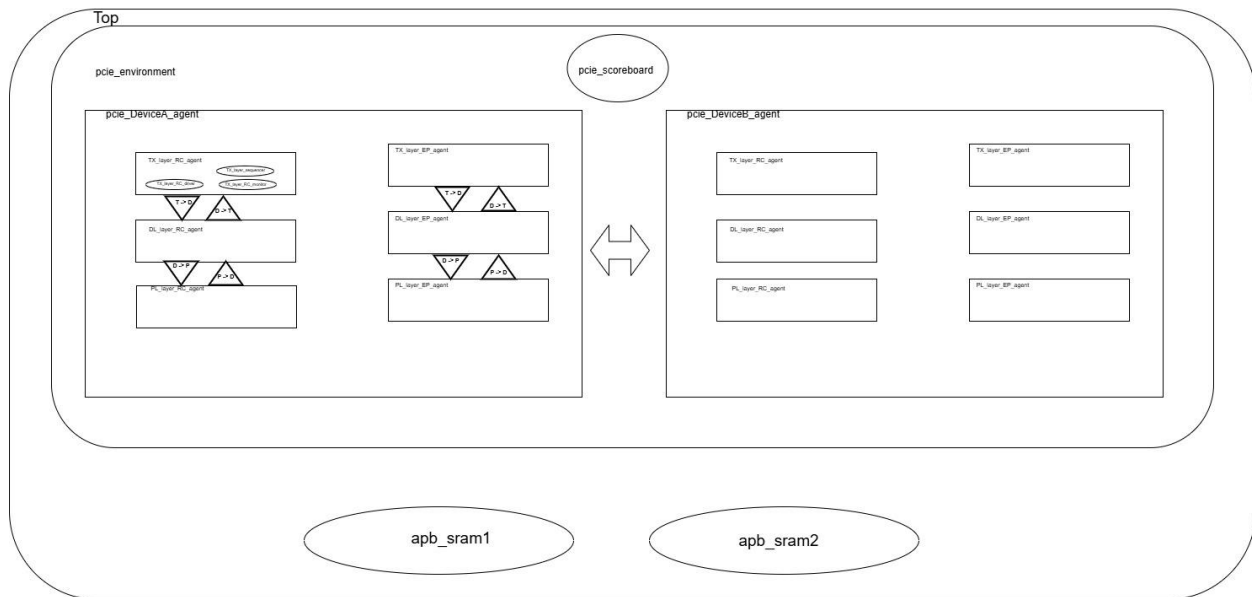 Top
pcie_environment
pcie_scoreboard
pcie_DeviceA_agent
TX_layer_RC_agent
TX_layer_sequencer
TX_layer_RC_driver
TX_layer_RC_monitor
T -> D
D -> T
DL_layer_RC_agent
D -> P
P -> D
PL_layer_RC_agent
TX_layer_EP_agent
T -> D
D -> T
DL_layer_EP_agent
D -> P
P -> D
PL_layer_EP_agent
pcie_DeviceB_agent
TX_layer_RC_agent
DL_layer_RC_agent
PL_layer_RC_agent
TX_layer_EP_agent
DL_layer_EP_agent
PL_layer_EP_agent
apb_sram1
apb_sram2